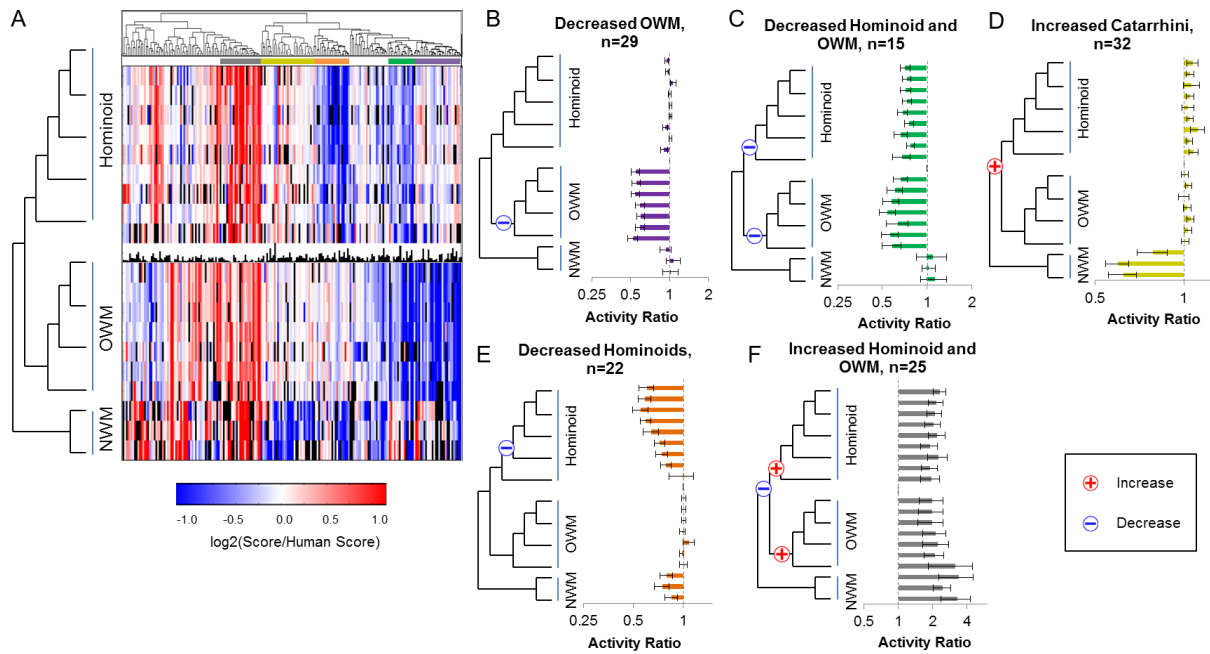 A
Hominoid
OWM
NWM
-1.0 -0.5 0.0 0.5 1.0
log2(Score/Human Score)
B
Decreased OWM,
n=29
Hominoid
OWM
NWM
0.25 0.5 1 2
Activity Ratio
C
Decreased Hominoid and
OWM, n=15
Hominoid
OWM
NWM
0.25 0.5 1 2
Activity Ratio
D
Increased Catarrhini,
n=32
Hominoid
OWM
NWM
0.5 1
Activity Ratio
E
Decreased Hominoids,
n=22
Hominoid
OWM
NWM
0.25 0.5 1
Activity Ratio
F
Increased Hominoid and
OWM, n=25
Hominoid
OWM
NWM
0.5 1 2 4
Activity Ratio
+ Increase
− Decrease